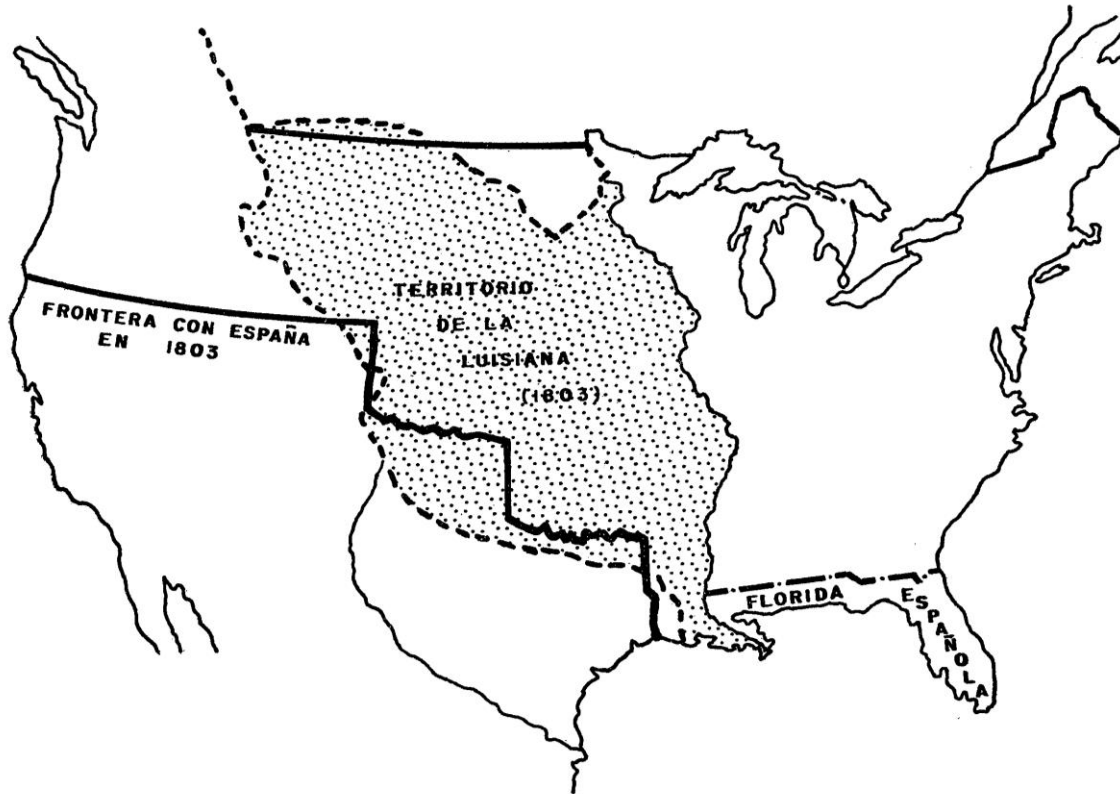 TERRITORIO
DE LA
LUISIANA
(1803)
FRONTERA CON ESPAÑA
EN 1803
FLORIDA ESPAÑOLA